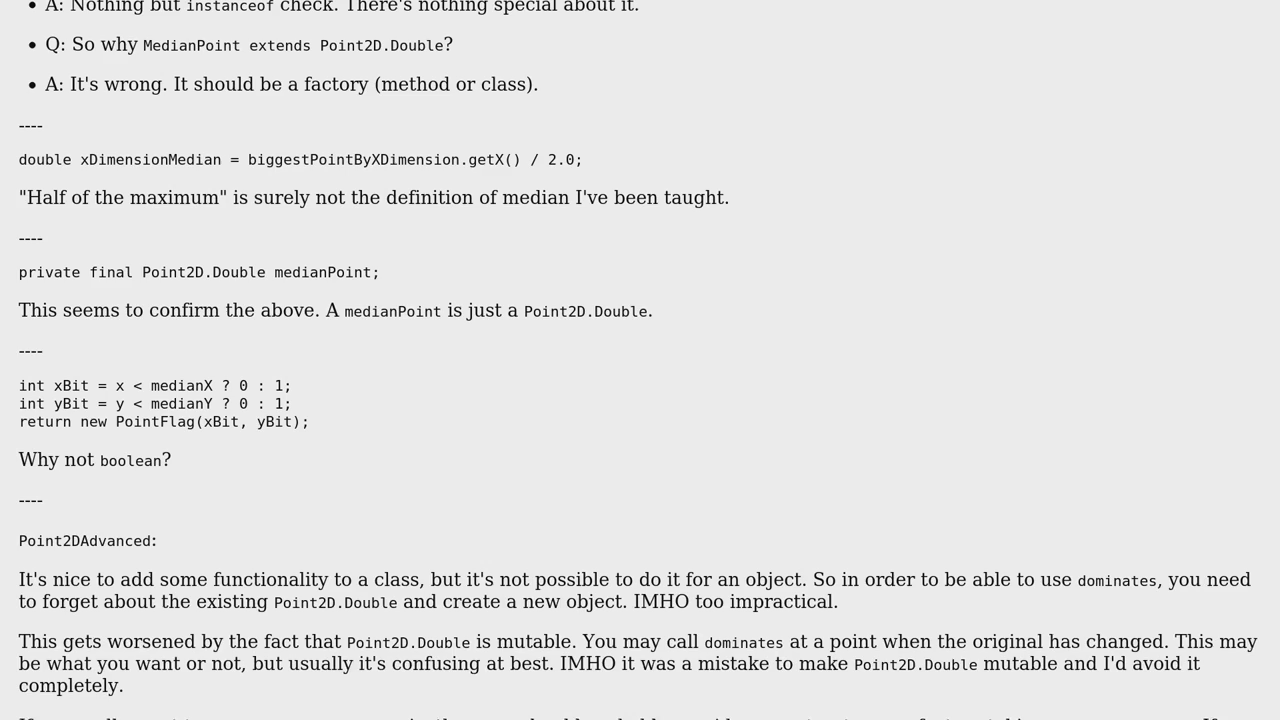 • A: Nothing but instanceof check. There's nothing special about it.
• Q: So why MedianPoint extends Point2D.Double?
• A: It's wrong. It should be a factory (method or class).
----
double xDimensionMedian = biggestPointByXDimension.getX() / 2.0;
"Half of the maximum" is surely not the definition of median I've been taught.
----
private final Point2D.Double medianPoint;
This seems to confirm the above. A medianPoint is just a Point2D.Double.
----
int xBit = x < medianX ? 0 : 1;
int yBit = y < medianY ? 0 : 1;
return new PointFlag(xBit, yBit);
Why not boolean?
----
Point2DAdvanced:
It's nice to add some functionality to a class, but it's not possible to do it for an object. So in order to be able to use dominates, you need
to forget about the existing Point2D.Double and create a new object. IMHO too impractical.
This gets worsened by the fact that Point2D.Double is mutable. You may call dominates at a point when the original has changed. This may
be what you want or not, but usually it's confusing at best. IMHO it was a mistake to make Point2D.Double mutable and I'd avoid it
completely.